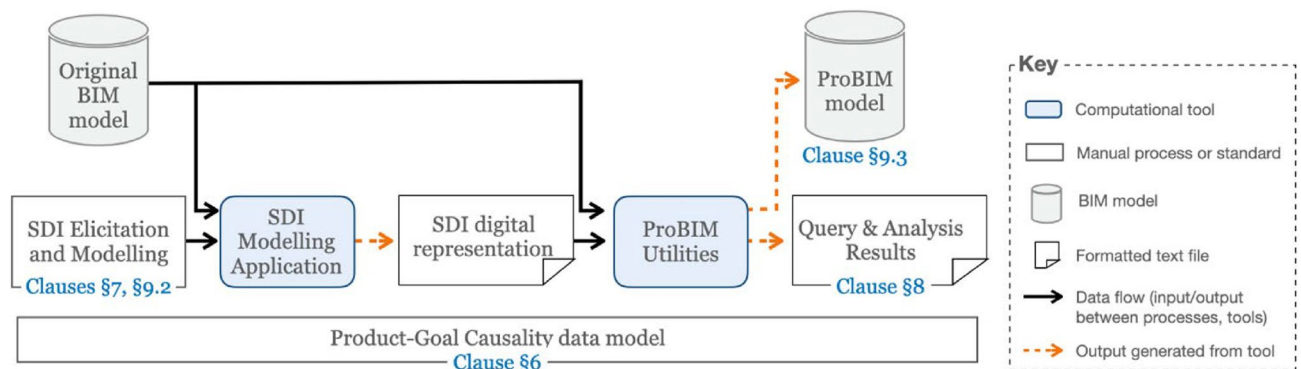 Original
BIM
model
ProBIM
model
Clause §9.3
SDI Elicitation
and Modelling
Clauses §7, §9.2
SDI
Modelling
Application
SDI digital
representation
ProBIM
Utilities
Query & Analysis
Results
Clause §8
Product-Goal Causality data model
Clause §6
Key
Computational tool
Manual process or standard
BIM model
Formatted text file
Data flow (input/output
between processes, tools)
Output generated from tool